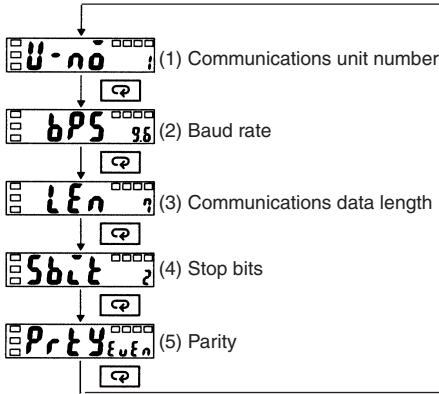 U-no 1 (1) Communications unit number
bPS 9.6 (2) Baud rate
LEn 7 (3) Communications data length
Sbit 2 (4) Stop bits
PrtY EuEn (5) Parity